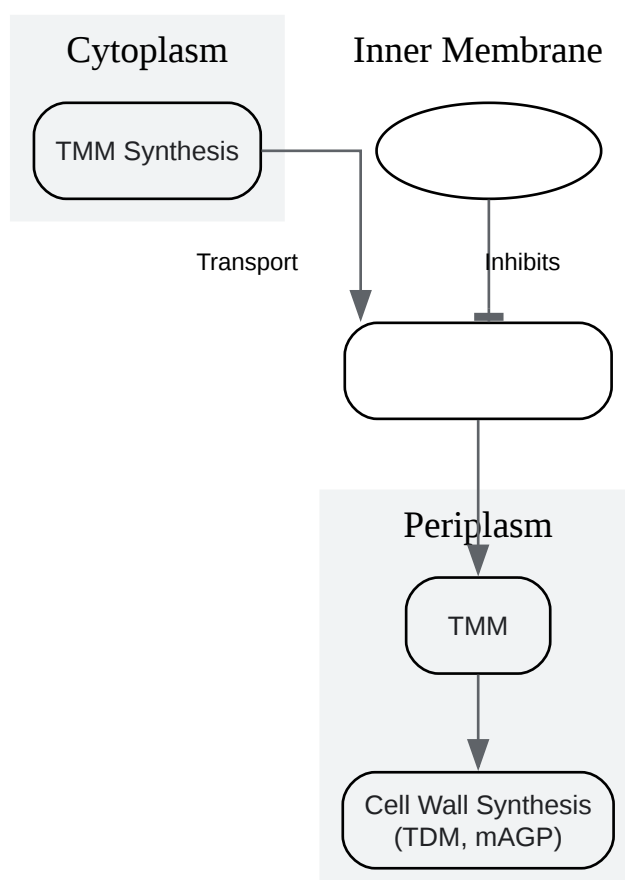 Cytoplasm
Inner Membrane
TMM Synthesis
Transport
Inhibits
Periplasm
TMM
Cell Wall Synthesis
(TDM, mAGP)